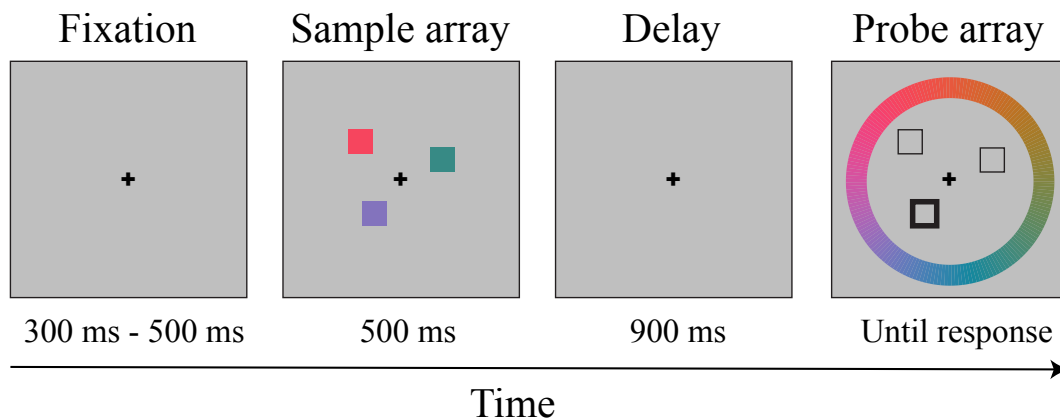 Fixation
Sample array
Delay
Probe array
300 ms - 500 ms
500 ms
900 ms
Until response
Time